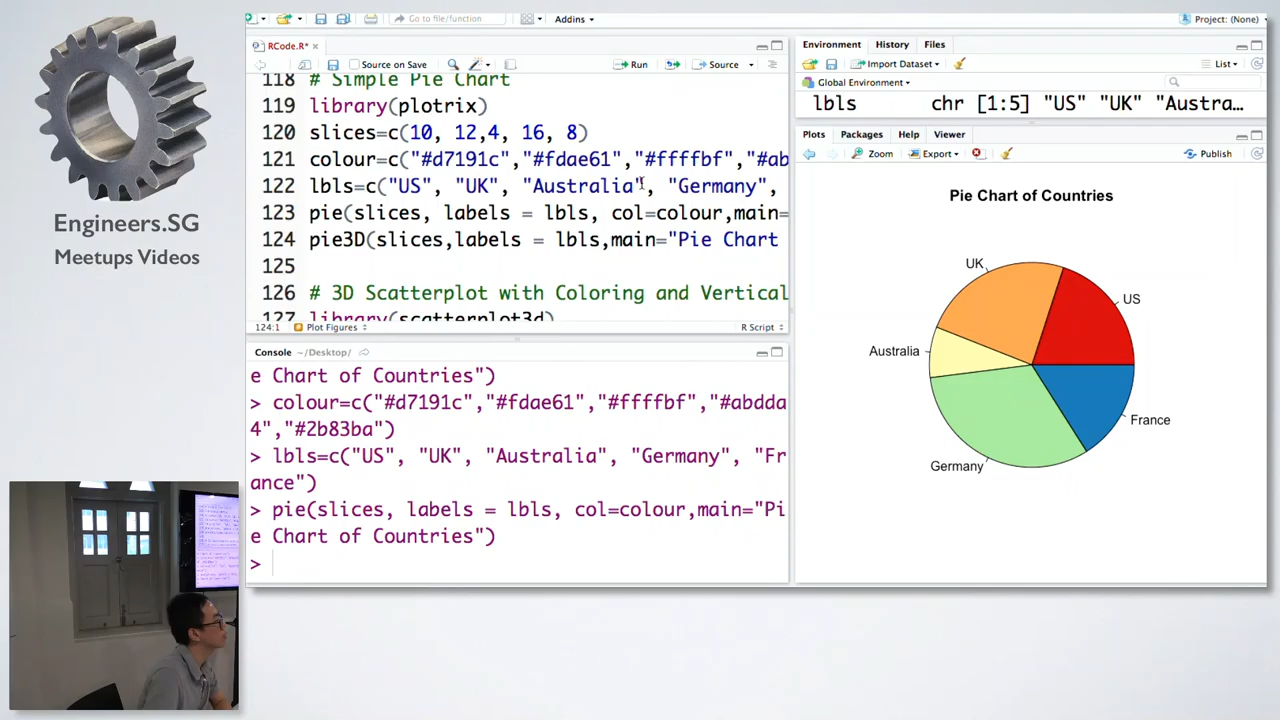 Engineers.SG
Meetups Videos
Go to file/function
Addins
Project: (None)
RCode.R*
Source on Save
Run
Source
118 # Simple Pie Chart
119 library(plotrix)
120 slices=c(10, 12,4, 16, 8)
121 colour=c("#d7191c","#fdae61","#ffffbf","#ab
122 lbls=c("US", "UK", "Australia", "Germany",
123 pie(slices, labels = lbls, col=colour,main=
124 pie3D(slices,labels = lbls,main="Pie Chart
125
126 # 3D Scatterplot with Coloring and Vertical
127 library(scatterplot3d)
124:1
Plot Figures
R Script
Console ~/Desktop/
e Chart of Countries")
> colour=c("#d7191c","#fdae61","#ffffbf","#abdda
4","#2b83ba")
> lbls=c("US", "UK", "Australia", "Germany", "Fr
ance")
> pie(slices, labels = lbls, col=colour,main="Pi
e Chart of Countries")
>
Environment History Files
Import Dataset
List
Global Environment
lbls chr [1:5] "US" "UK" "Austra…
Plots Packages Help Viewer
Zoom Export Publish
Pie Chart of Countries
UK
US
Australia
France
Germany